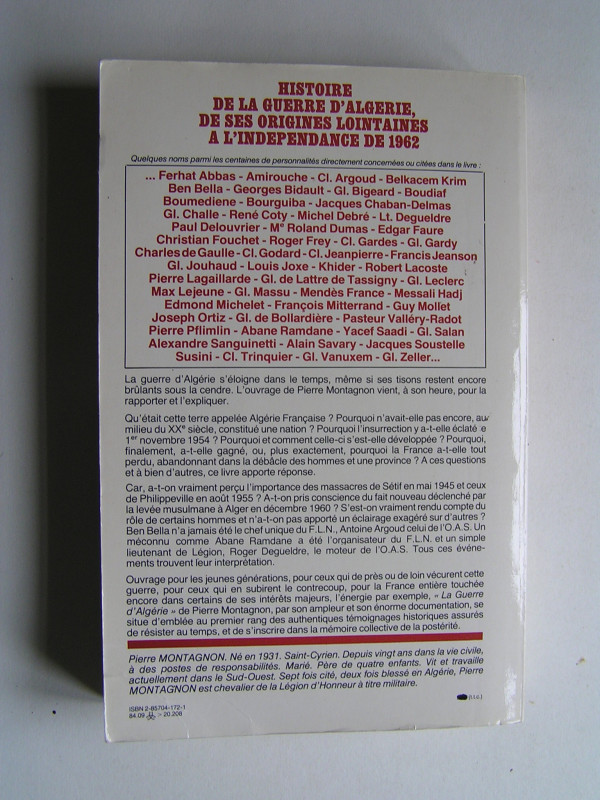 HISTOIRE
DE LA GUERRE D'ALGERIE,
DE SES ORIGINES LOINTAINES
A L'INDEPENDANCE DE 1962
Quelques noms parmi les centaines de personnalités directement concernées ou citées dans le livre :
... Ferhat Abbas - Amirouche - Cl. Argoud - Belkacem Krim
Ben Bella - Georges Bidault - Gl. Bigeard - Boudiaf
Boumediene - Bourguiba - Jacques Chaban-Delmas
Gl. Challe - René Coty - Michel Debré - Lt. Degueldre
Paul Delouvrier - Me Roland Dumas - Edgar Faure
Christian Fouchet - Roger Frey - Cl. Gardes - Gl. Gardy
Charles de Gaulle - Cl. Godard - Cl. Jeanpierre - Francis Jeanson
Gl. Jouhaud - Louis Joxe - Khider - Robert Lacoste
Pierre Lagaillarde - Gl. de Lattre de Tassigny - Gl. Leclerc
Max Lejeune - Gl. Massu - Mendès France - Messali Hadj
Edmond Michelet - François Mitterrand - Guy Mollet
Joseph Ortiz - Gl. de Bollardière - Pasteur Valléry-Radot
Pierre Pflimlin - Abane Ramdane - Yacef Saadi - Gl. Salan
Alexandre Sanguinetti - Alain Savary - Jacques Soustelle
Susini - Cl. Trinquier - Gl. Vanuxem - Gl. Zeller...
La guerre d'Algérie s'éloigne dans le temps, même si ses tisons restent encore
brûlants sous la cendre. L'ouvrage de Pierre Montagnon vient, à son heure, pour la
rapporter et l'expliquer.
Qu'était cette terre appelée Algérie Française ? Pourquoi n'avait-elle pas encore, au
milieu du XXe siècle, constitué une nation ? Pourquoi l'insurrection y a-t-elle éclaté e
1er novembre 1954 ? Pourquoi et comment celle-ci s'est-elle développée ? Pourquoi,
finalement, a-t-elle gagné, ou, plus exactement, pourquoi la France a-t-elle tout
perdu, abandonnant dans la débâcle des hommes et une province ? A ces questions
et à bien d'autres, ce livre apporte réponse.
Car, a-t-on vraiment perçu l'importance des massacres de Sétif en mai 1945 et ceux
de Philippeville en août 1955 ? A-t-on pris conscience du fait nouveau déclenché par
la levée musulmane à Alger en décembre 1960 ? S'est-on vraiment rendu compte du
rôle de certains hommes et n'a-t-on pas apporté un éclairage exagéré sur d'autres ?
Ben Bella n'a jamais été le chef unique du F.L.N., Antoine Argoud celui de l'O.A.S. Un
méconnu comme Abane Ramdane a été l'organisateur du F.L.N. et un simple
lieutenant de Légion, Roger Degueldre, le moteur de l'O.A.S. Tous ces événe-
ments trouvent leur interprétation.
Ouvrage pour les jeunes générations, pour ceux qui de près ou de loin vécurent cette
guerre, pour ceux qui en subirent le contrecoup, pour la France entière touchée
encore dans certains de ses intérêts majeurs, l'énergie par exemple, « La Guerre
d'Algérie » de Pierre Montagnon, par son ampleur et son énorme documentation, se
situe d'emblée au premier rang des authentiques témoignages historiques assurés
de résister au temps, et de s'inscrire dans la mémoire collective de la postérité.
Pierre MONTAGNON. Né en 1931. Saint-Cyrien. Depuis vingt ans dans la vie civile,
à des postes de responsabilités. Marié. Père de quatre enfants. Vit et travaille
actuellement dans le Sud-Ouest. Sept fois cité, deux fois blessé en Algérie, Pierre
MONTAGNON est chevalier de la Légion d'Honneur à titre militaire.
ISBN 2-85704-172-1
84.09
20.208